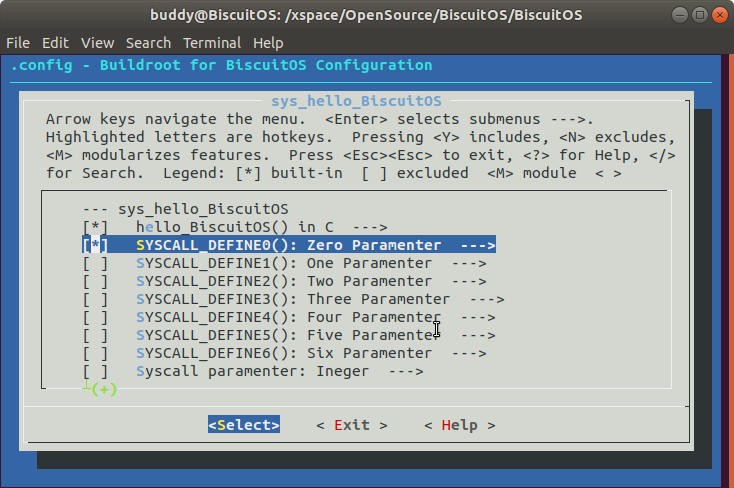 buddy@BiscuitOS: /xspace/OpenSource/BiscuitOS/BiscuitOS
File Edit View Search Terminal Help
.config - Buildroot for BiscuitOS Configuration
sys_hello_BiscuitOS
Arrow keys navigate the menu. <Enter> selects submenus --->.
Highlighted letters are hotkeys. Pressing <Y> includes, <N> excludes,
<M> modularizes features. Press <Esc><Esc> to exit, <?> for Help, </>
for Search. Legend: [*] built-in [ ] excluded <M> module < >
--- sys_hello_BiscuitOS
[*] hello_BiscuitOS() in C --->
[*] SYSCALL_DEFINE0(): Zero Paramenter --->
[ ] SYSCALL_DEFINE1(): One Paramenter --->
[ ] SYSCALL_DEFINE2(): Two Paramenter --->
[ ] SYSCALL_DEFINE3(): Three Paramenter --->
[ ] SYSCALL_DEFINE4(): Four Paramenter --->
[ ] SYSCALL_DEFINE5(): Five Paramenter --->
[ ] SYSCALL_DEFINE6(): Six Paramenter --->
[ ] Syscall paramenter: Ineger --->
(+)
<Select> < Exit > < Help >